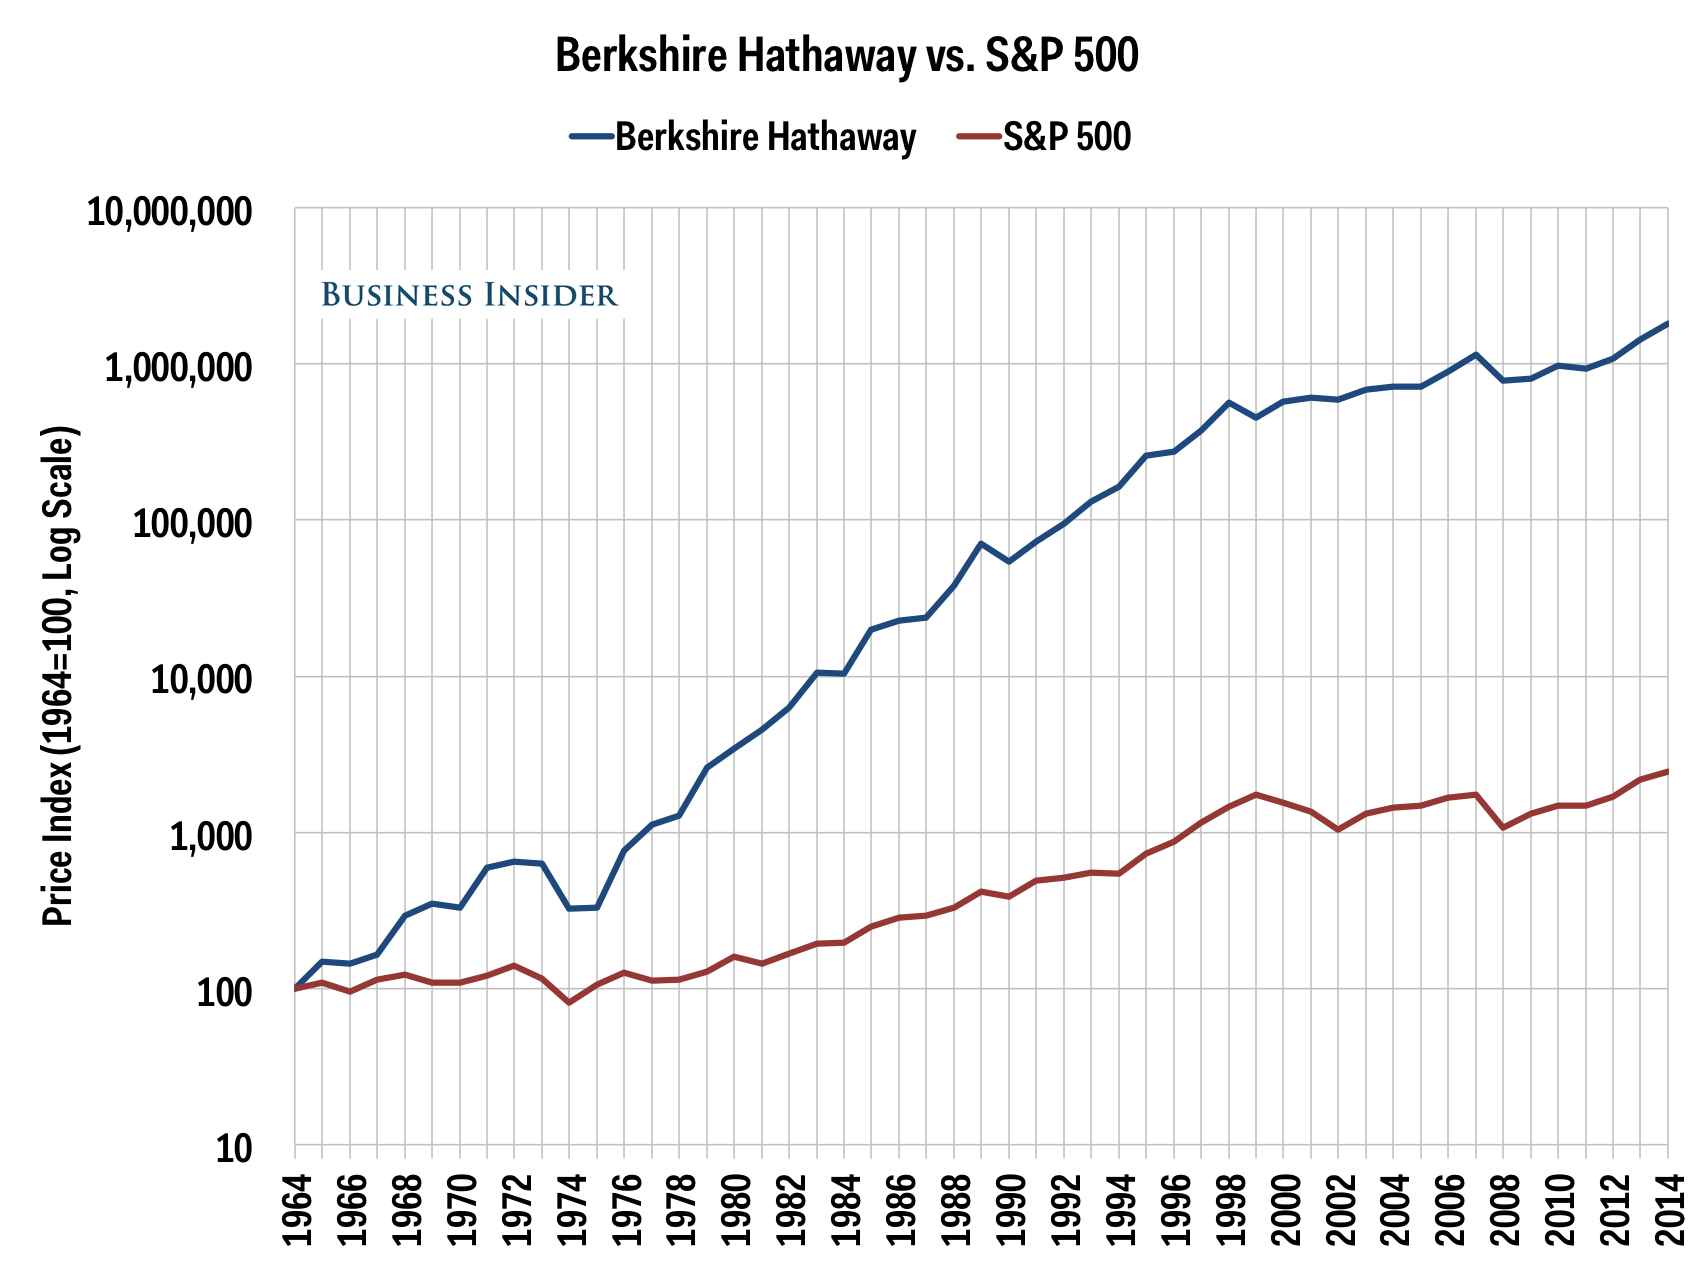 Berkshire Hathaway vs. S&P 500
Berkshire Hathaway S&P 500
10,000,000
BUSINESS INSIDER
1,000,000
100,000
10,000
1,000
100
10
Price Index (1964=100, Log Scale)
1964 1966 1968 1970 1972 1974 1976 1978 1980 1982 1984 1986 1988 1990 1992 1994 1996 1998 2000 2002 2004 2006 2008 2010 2012 2014